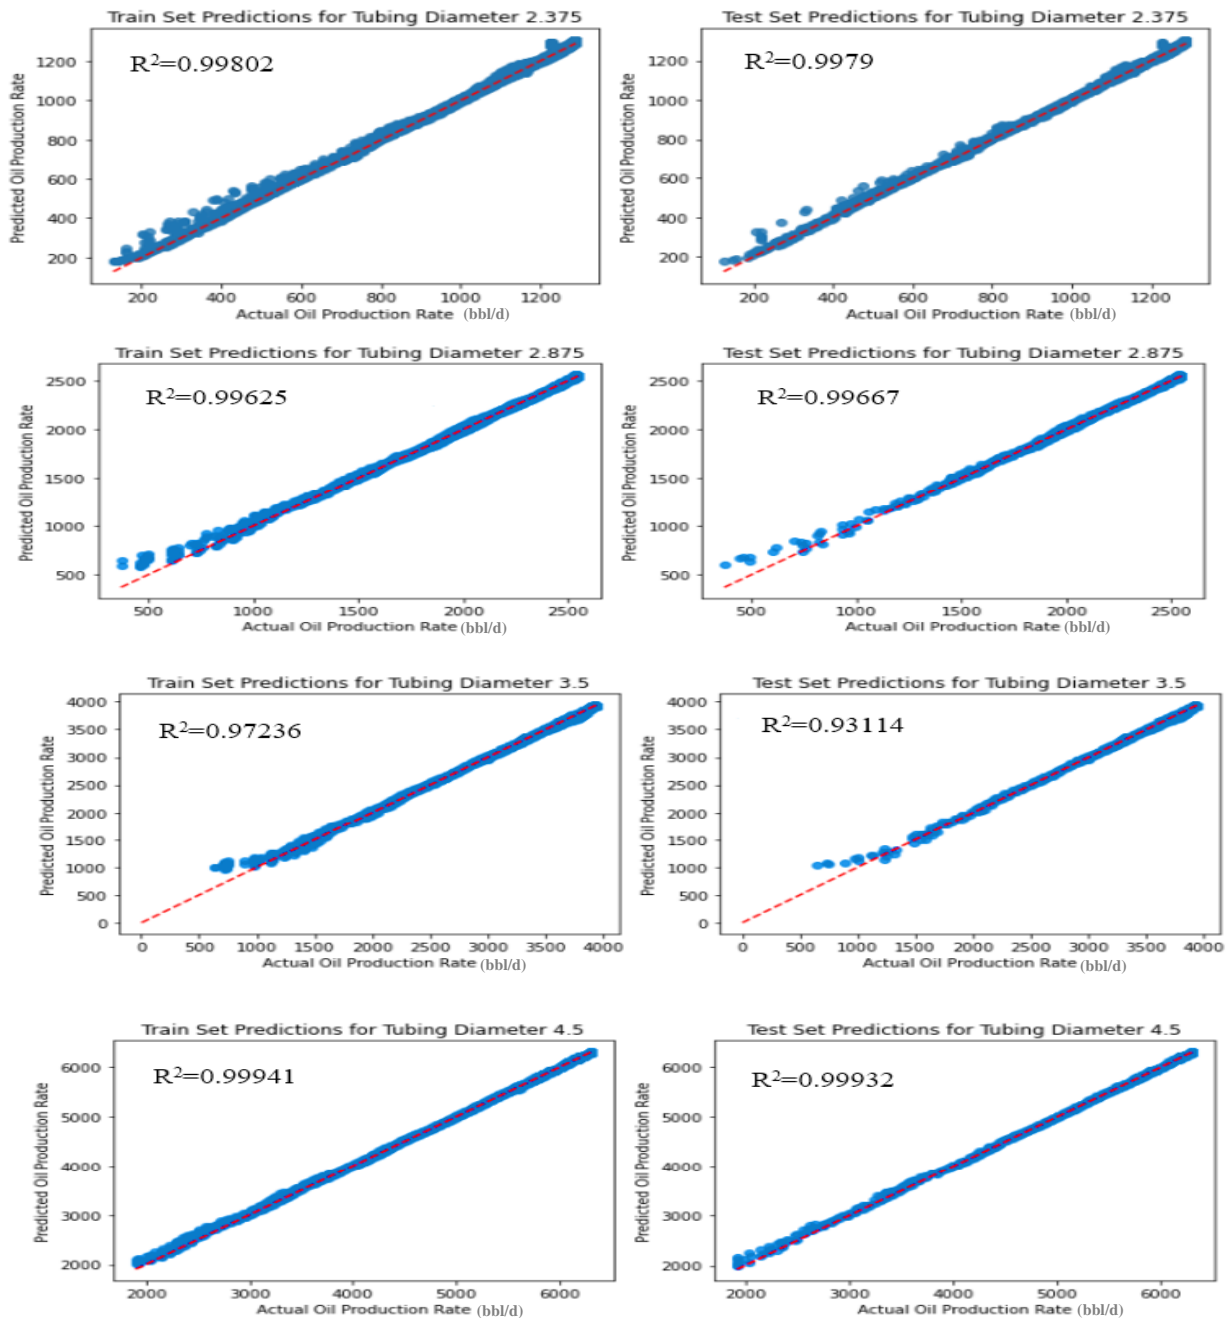 Train Set Predictions for Tubing Diameter 2.375
R²=0.99802
Predicted Oil Production Rate
1200
1000
800
600
400
200
200 400 600 800 1000 1200
Actual Oil Production Rate (bbl/d)
Test Set Predictions for Tubing Diameter 2.375
R²=0.9979
Predicted Oil Production Rate
1200
1000
800
600
400
200
200 400 600 800 1000 1200
Actual Oil Production Rate (bbl/d)
Train Set Predictions for Tubing Diameter 2.875
R²=0.99625
Predicted Oil Production Rate
2500
2000
1500
1000
500
500 1000 1500 2000 2500
Actual Oil Production Rate (bbl/d)
Test Set Predictions for Tubing Diameter 2.875
R²=0.99667
Predicted Oil Production Rate
2500
2000
1500
1000
500
500 1000 1500 2000 2500
Actual Oil Production Rate (bbl/d)
Train Set Predictions for Tubing Diameter 3.5
R²=0.97236
Predicted Oil Production Rate
4000
3500
3000
2500
2000
1500
1000
500
0
0 500 1000 1500 2000 2500 3000 3500 4000
Actual Oil Production Rate (bbl/d)
Test Set Predictions for Tubing Diameter 3.5
R²=0.93114
Predicted Oil Production Rate
4000
3500
3000
2500
2000
1500
1000
500
0
0 500 1000 1500 2000 2500 3000 3500 4000
Actual Oil Production Rate (bbl/d)
Train Set Predictions for Tubing Diameter 4.5
R²=0.99941
Predicted Oil Production Rate
6000
5000
4000
3000
2000
2000 3000 4000 5000 6000
Actual Oil Production Rate (bbl/d)
Test Set Predictions for Tubing Diameter 4.5
R²=0.99932
Predicted Oil Production Rate
6000
5000
4000
3000
2000
2000 3000 4000 5000 6000
Actual Oil Production Rate (bbl/d)